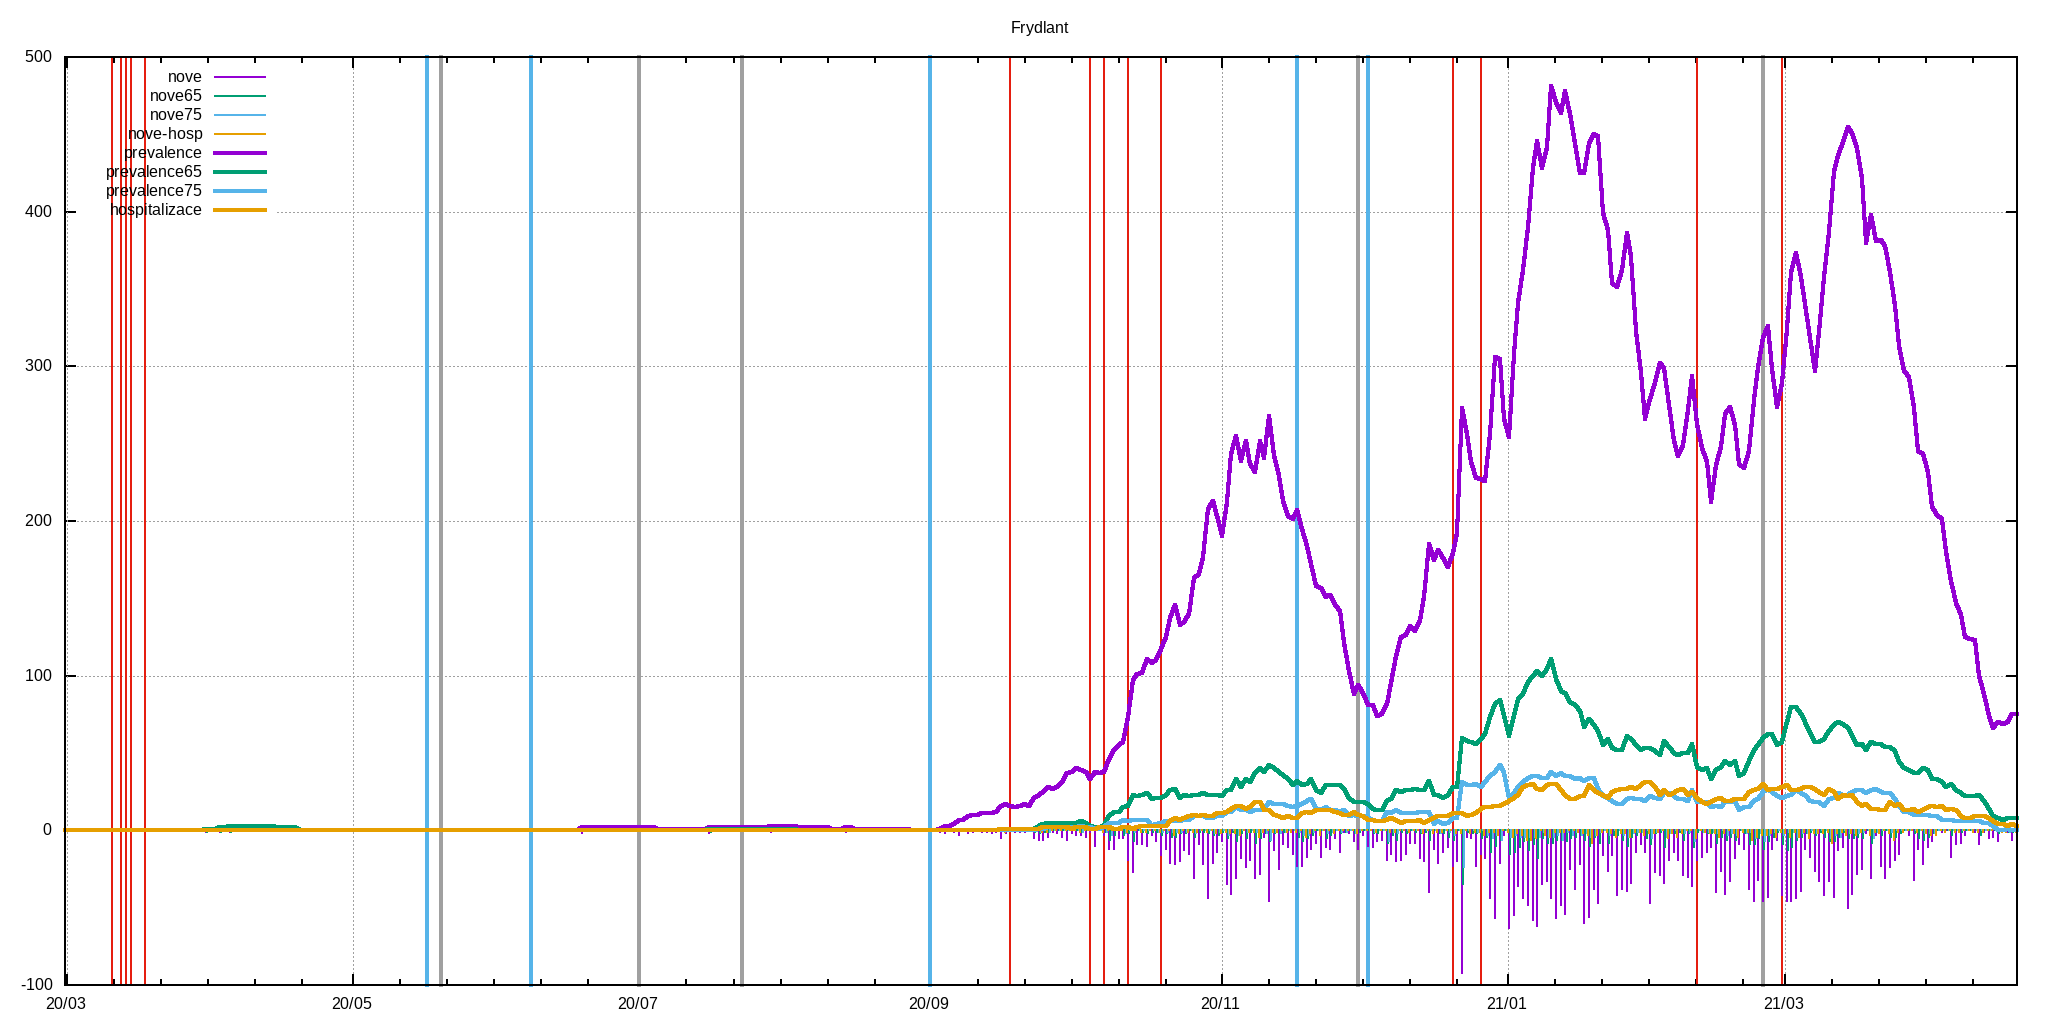 Frydlant
500
nove
nove65
nove75
nove-hosp
prevalence
prevalence65
prevalence75
hospitalizace
400
300
200
100
0
-100
20/03 20/05 20/07 20/09 20/11 21/01 21/03